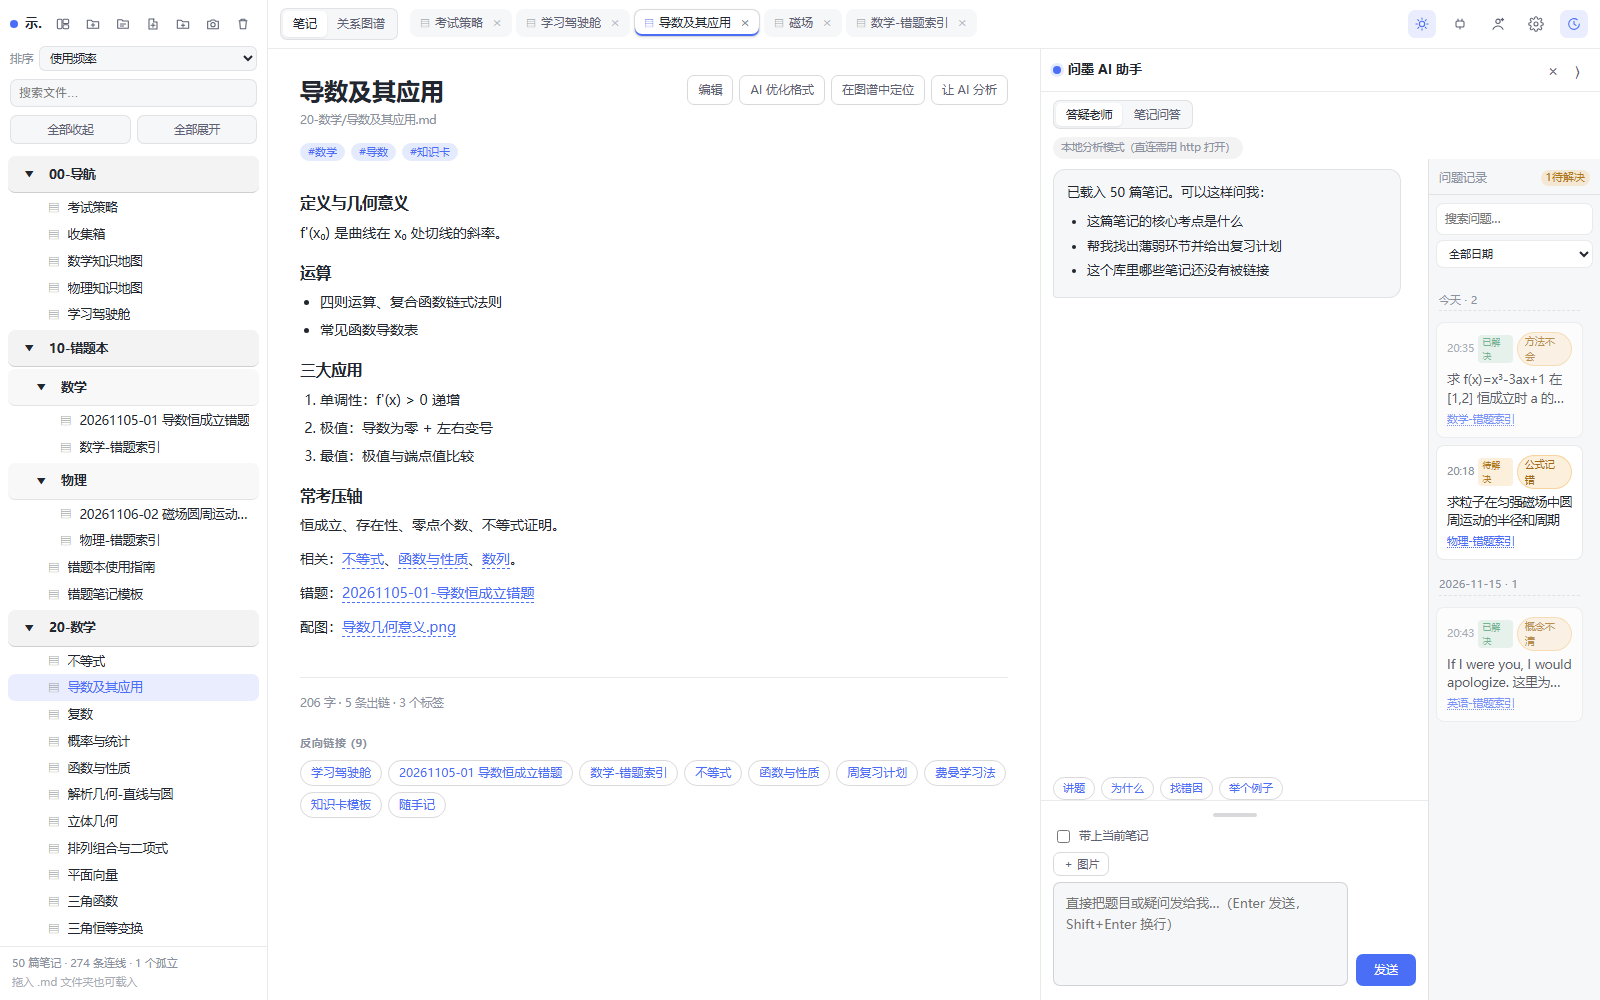 示.
排序
使用频率
搜索文件...
全部收起
全部展开
00-导航
考试策略
收集箱
数学知识地图
物理知识地图
学习驾驶舱
10-错题本
数学
20261105-01 导数恒成立错题
数学-错题索引
物理
20261106-02 磁场圆周运动...
物理-错题索引
错题本使用指南
错题笔记模板
20-数学
不等式
导数及其应用
复数
概率与统计
函数与性质
解析几何-直线与圆
立体几何
排列组合与二项式
平面向量
三角函数
三角恒等变换
50 篇笔记 · 274 条连线 · 1 个孤立
拖入 .md 文件夹也可载入
笔记
关系图谱
考试策略
学习驾驶舱
导数及其应用
磁场
数学-错题索引
导数及其应用
编辑
AI 优化格式
在图谱中定位
让 AI 分析
20-数学/导数及其应用.md
#数学
#导数
#知识卡
定义与几何意义
f'(x₀) 是曲线在 x₀ 处切线的斜率。
运算
四则运算、复合函数链式法则
常见函数导数表
三大应用
1. 单调性：f'(x) > 0 递增
2. 极值：导数为零 + 左右变号
3. 最值：极值与端点值比较
常考压轴
恒成立、存在性、零点个数、不等式证明。
相关：不等式、函数与性质、数列。
错题：20261105-01-导数恒成立错题
配图：导数几何意义.png
206 字 · 5 条出链 · 3 个标签
反向链接 (9)
学习驾驶舱
20261105-01 导数恒成立错题
数学-错题索引
不等式
函数与性质
周复习计划
费曼学习法
知识卡模板
随手记
问墨 AI 助手
答疑老师
笔记问答
本地分析模式（直连需用 http 打开）
已载入 50 篇笔记。可以这样问我：
这篇笔记的核心考点是什么
帮我找出薄弱环节并给出复习计划
这个库里哪些笔记还没有被链接
讲题
为什么
找错因
举个例子
带上当前笔记
+ 图片
直接把题目或疑问发给我...（Enter 发送，
Shift+Enter 换行）
发送
问题记录
1待解决
搜索问题...
全部日期
今天 · 2
20:35
已解
决
方法不
会
求 f(x)=x³-3ax+1 在
[1,2] 恒成立时 a 的...
数学-错题索引
20:18
待解
决
公式记
错
求粒子在匀强磁场中圆
周运动的半径和周期
物理-错题索引
2026-11-15 · 1
20:43
已解
决
概念不
清
If I were you, I would
apologize. 这里为...
英语-错题索引